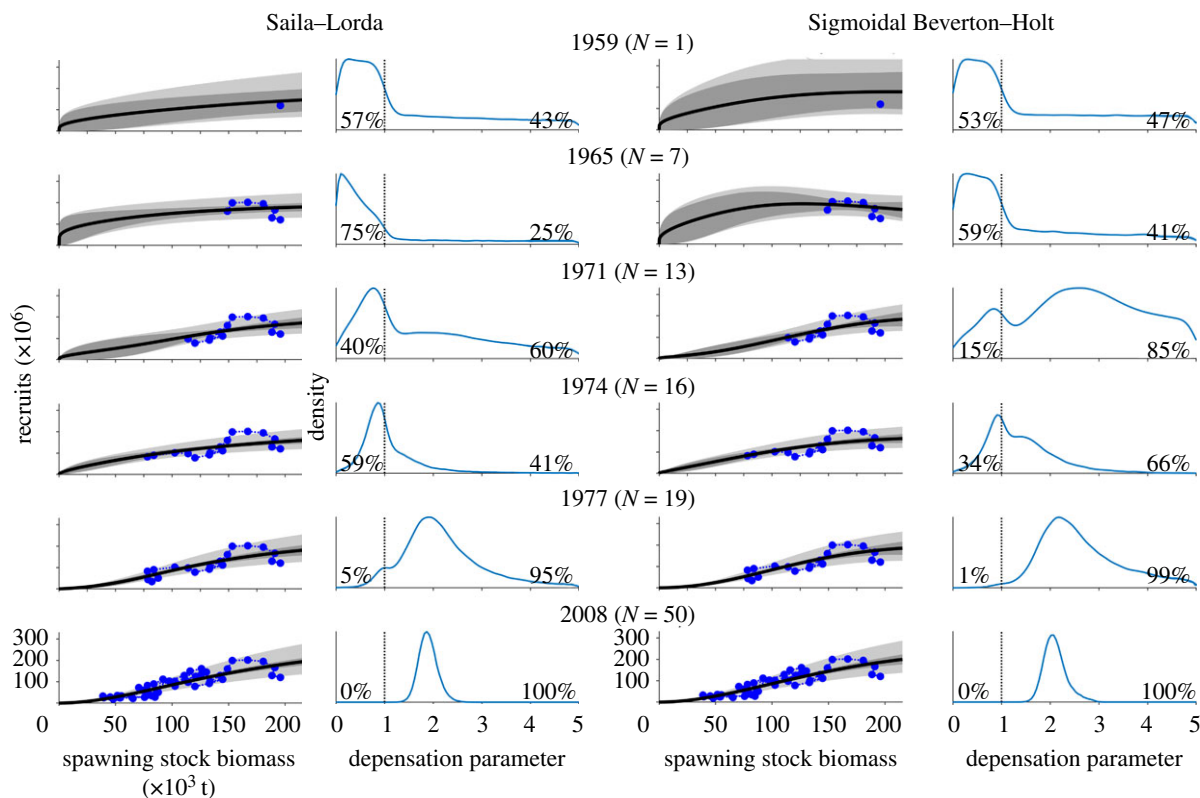 Saila–Lorda
Sigmoidal Beverton–Holt
1959 (N = 1)
57% 43% 53% 47%
1965 (N = 7)
75% 25% 59% 41%
1971 (N = 13)
40% 60% 15% 85%
1974 (N = 16)
59% 41% 34% 66%
1977 (N = 19)
5% 95% 1% 99%
2008 (N = 50)
0% 100% 0% 100%
recruits (×10⁶)
density
300
200
100
0 50 100 150 200 0 1 2 3 4 5 0 50 100 150 200 0 1 2 3 4 5
spawning stock biomass
(×10³ t)
depensation parameter
spawning stock biomass
depensation parameter